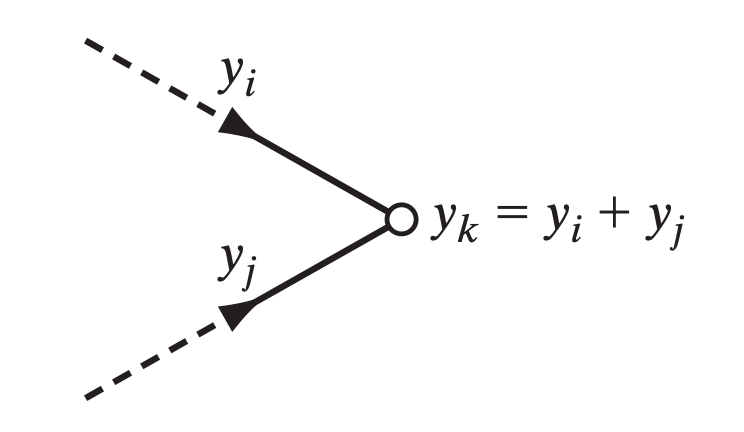 y_i
y_k = y_i + y_j
y_j